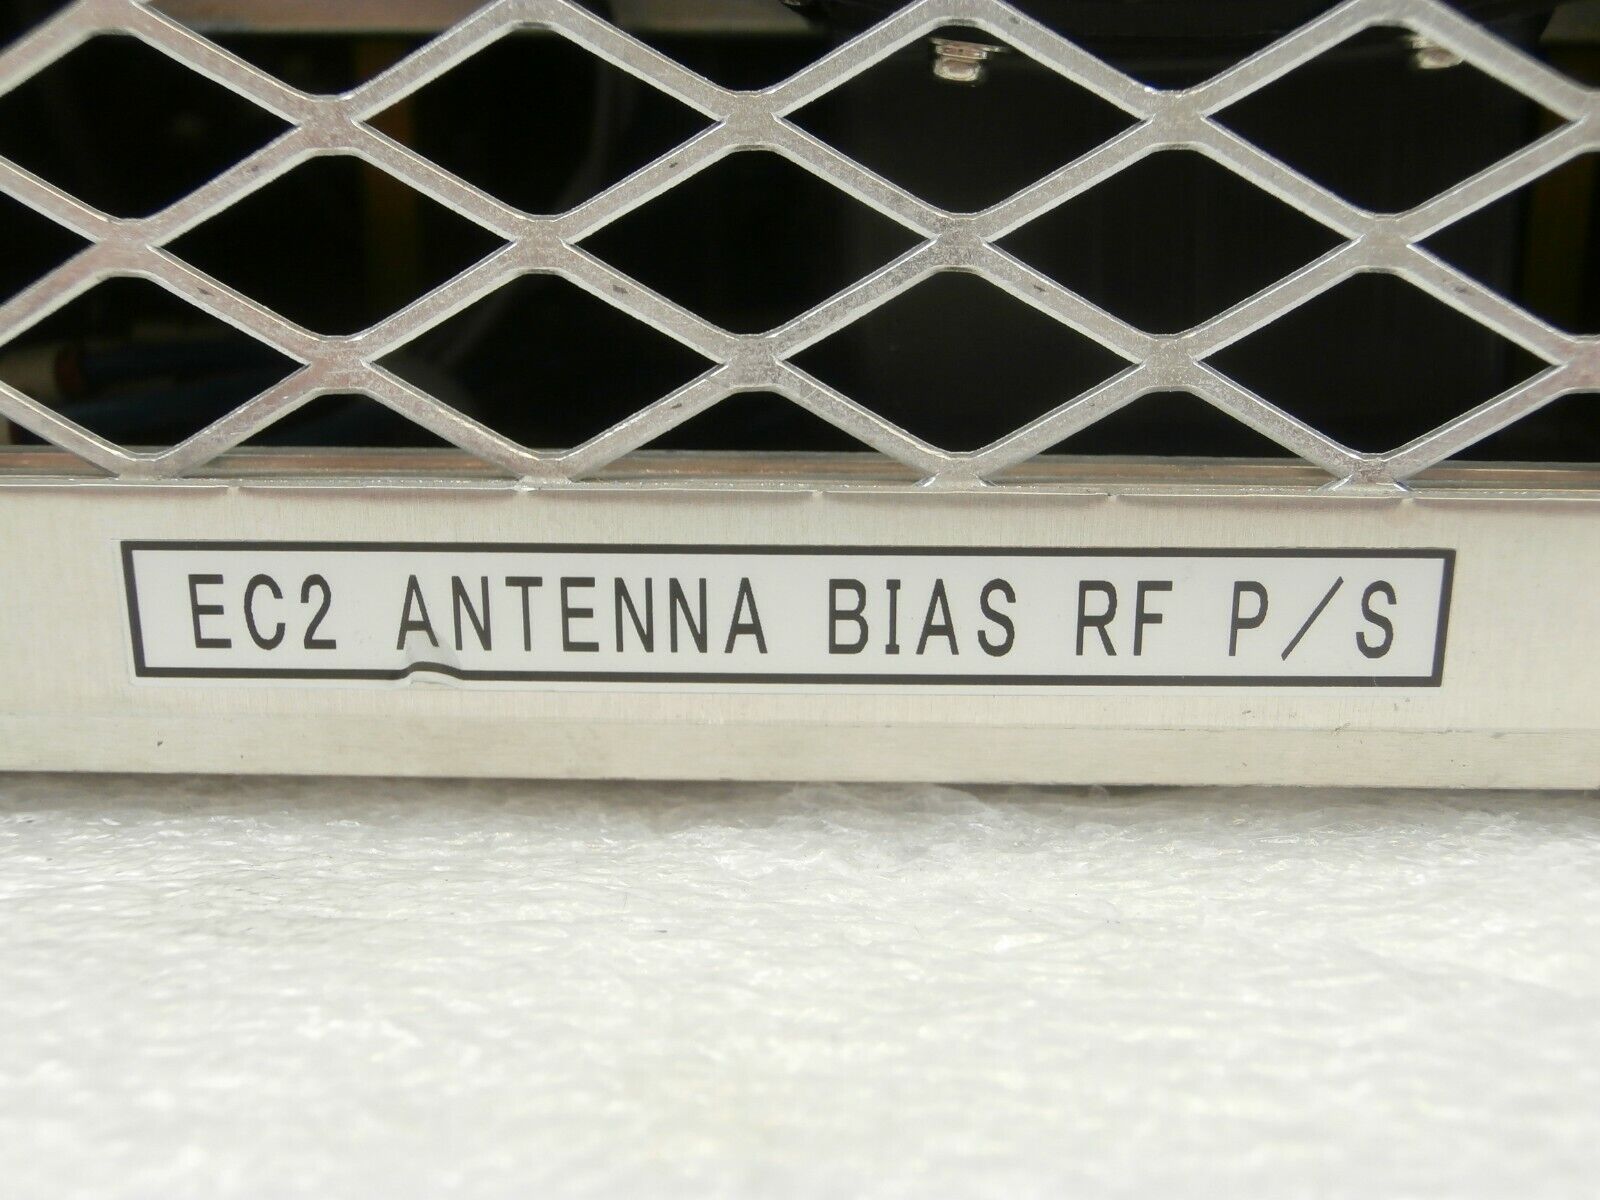 EC2 ANTENNA BIAS RF P/S